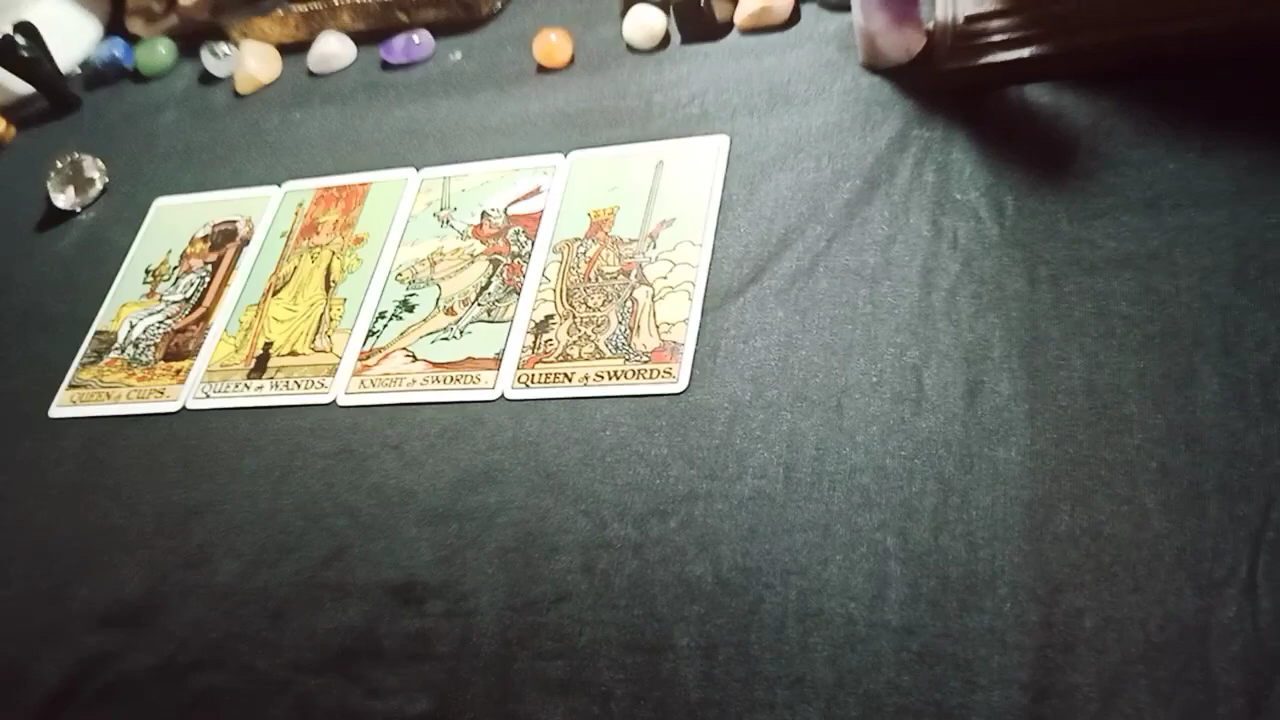 QUEEN of CUPS.
QUEEN of WANDS.
KNIGHT of SWORDS.
QUEEN of SWORDS.